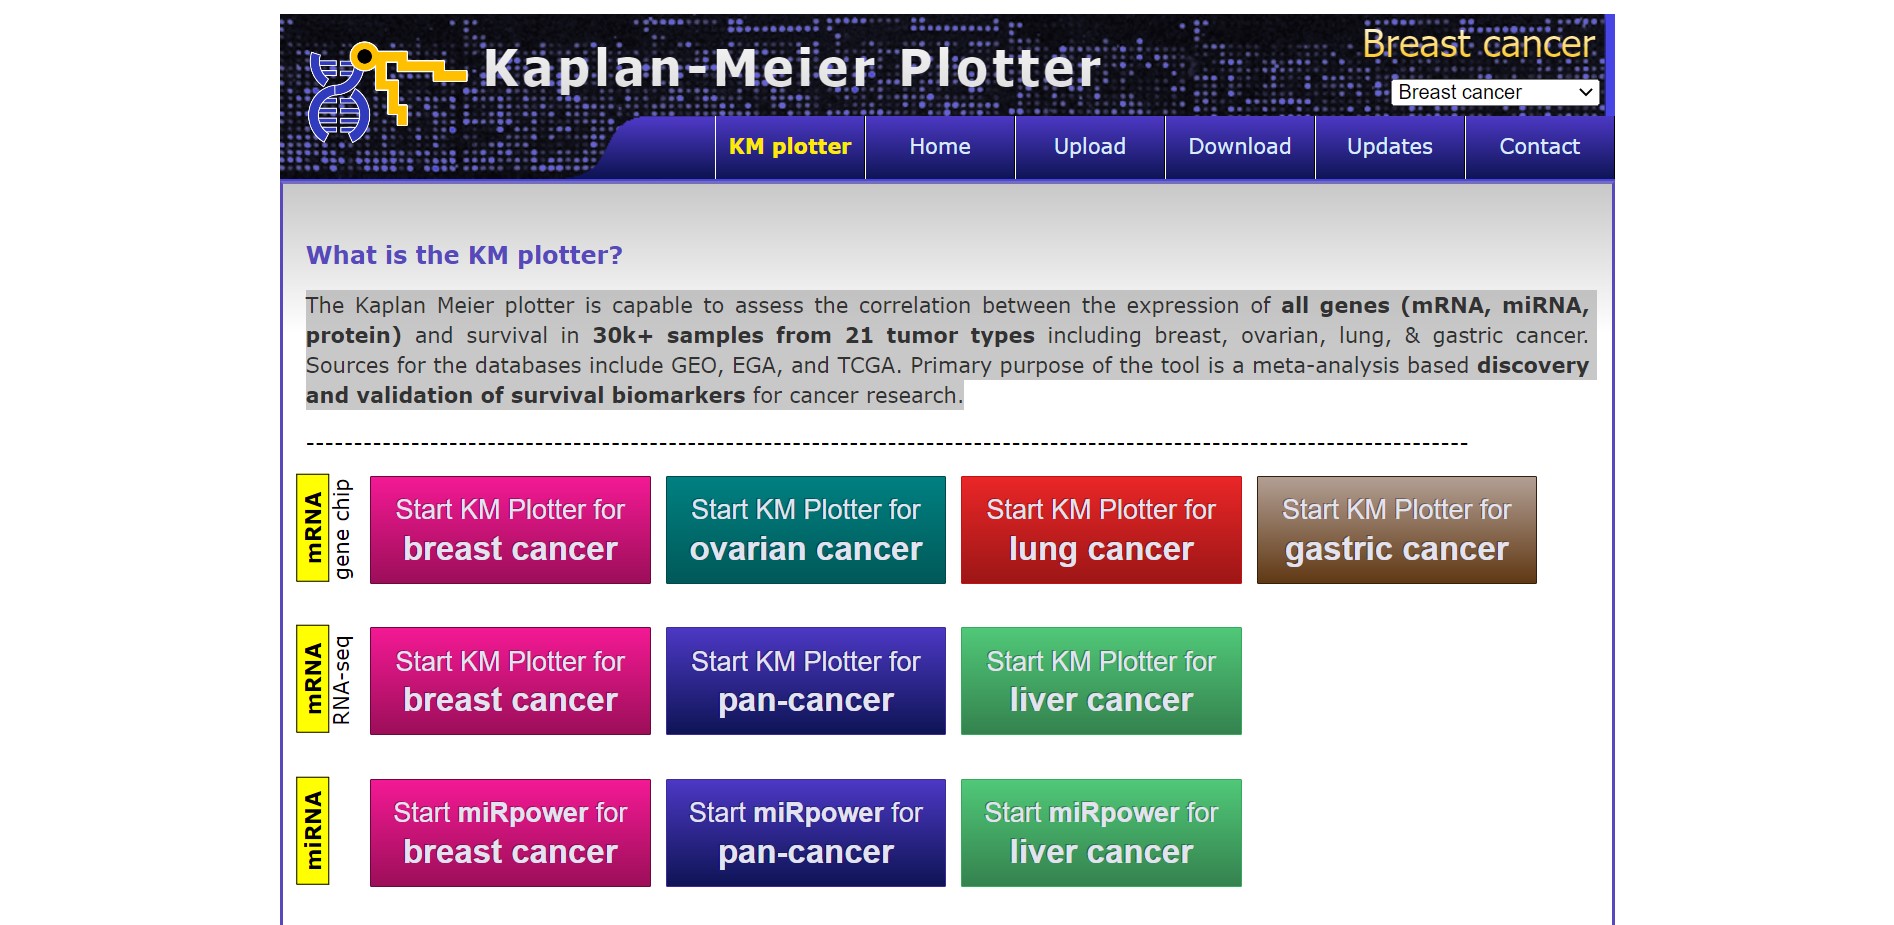 Kaplan-Meier Plotter
Breast cancer
Breast cancer
KM plotter
Home
Upload
Download
Updates
Contact
What is the KM plotter?
The Kaplan Meier plotter is capable to assess the correlation between the expression of all genes (mRNA, miRNA,
protein) and survival in 30k+ samples from 21 tumor types including breast, ovarian, lung, & gastric cancer.
Sources for the databases include GEO, EGA, and TCGA. Primary purpose of the tool is a meta-analysis based discovery
and validation of survival biomarkers for cancer research.
mRNA
gene chip
Start KM Plotter for
breast cancer
Start KM Plotter for
ovarian cancer
Start KM Plotter for
lung cancer
Start KM Plotter for
gastric cancer
mRNA
RNA-seq
Start KM Plotter for
breast cancer
Start KM Plotter for
pan-cancer
Start KM Plotter for
liver cancer
miRNA
Start miRpower for
breast cancer
Start miRpower for
pan-cancer
Start miRpower for
liver cancer